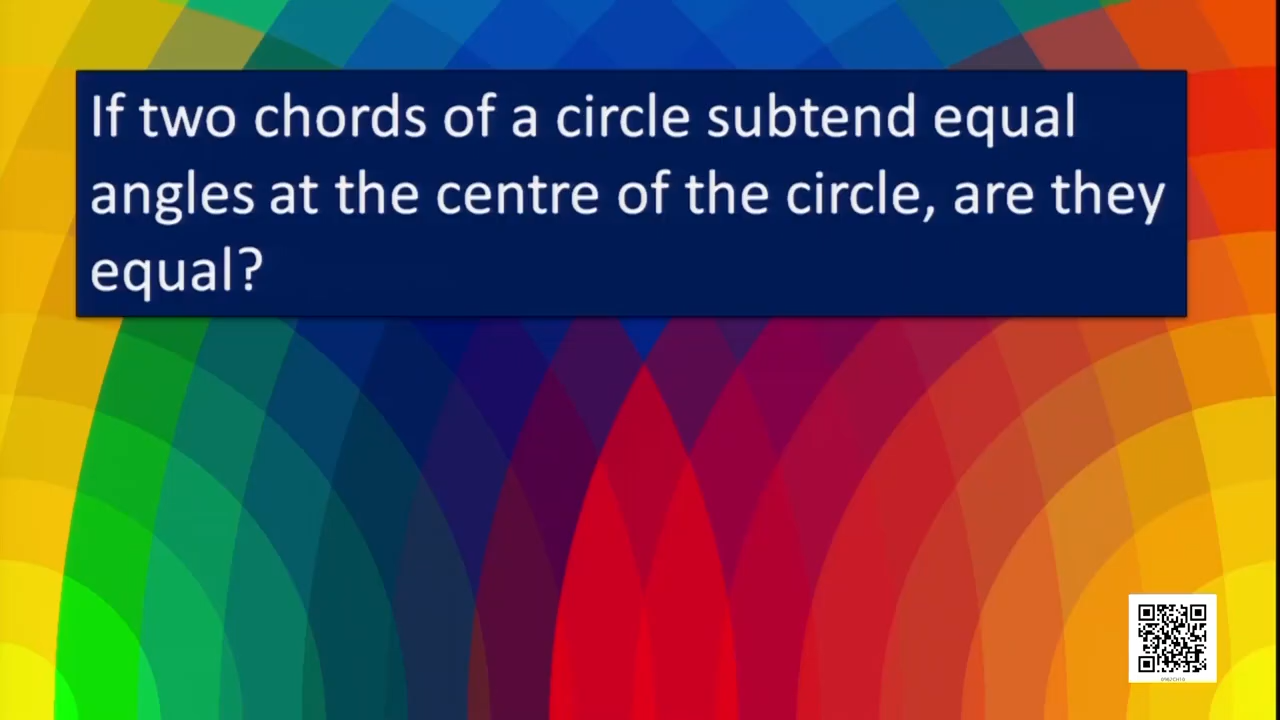 If two chords of a circle subtend equal
angles at the centre of the circle, are they
equal?